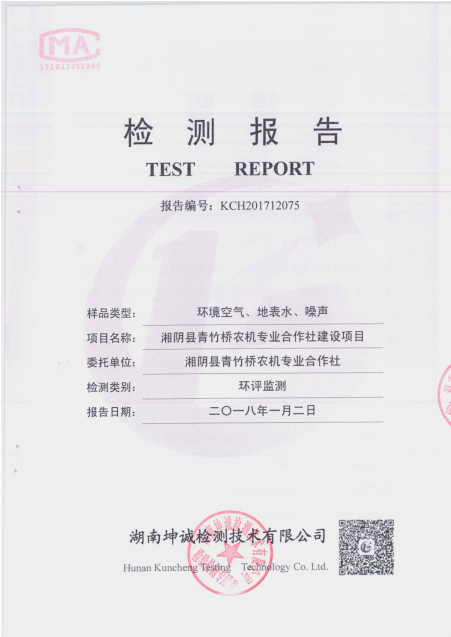 MA
171812051000
检 测 报 告
TEST REPORT
报告编号：KCH201712075
样品类型： 环境空气、地表水、噪声
项目名称： 湘阴县青竹桥农机专业合作社建设项目
委托单位： 湘阴县青竹桥农机专业合作社
检测类别： 环评监测
报告日期： 二〇一八年一月二日
湖南坤诚检测技术有限公司
Hunan Kuncheng Testing Technology Co. Ltd.